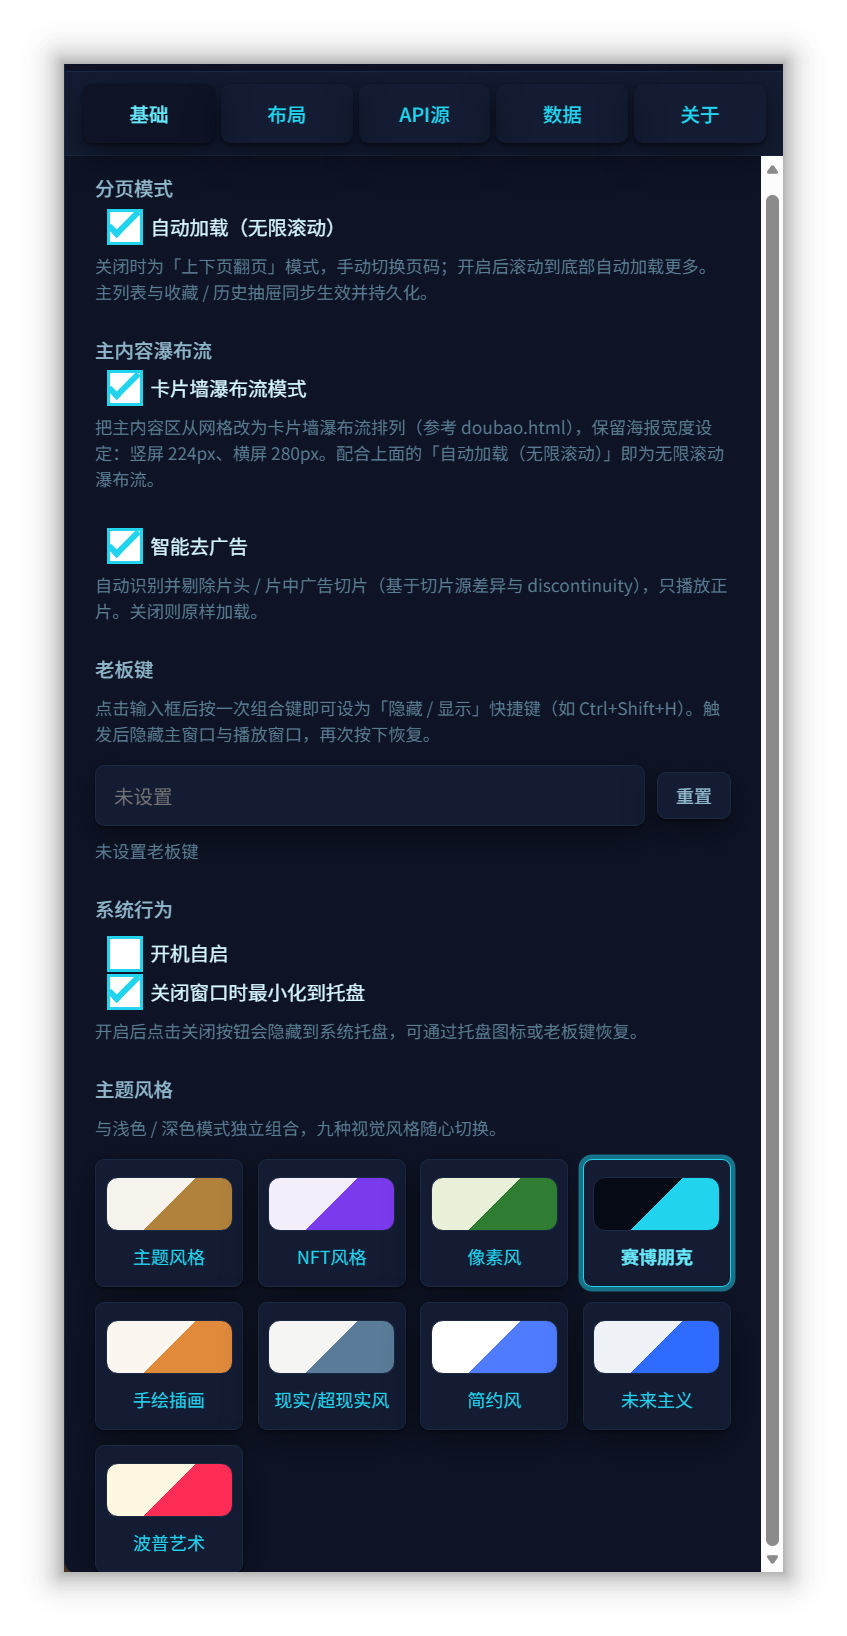 基础
布局
API源
数据
关于
分页模式
自动加载（无限滚动）
关闭时为「上下页翻页」模式，手动切换页码；开启后滚动到底部自动加载更多。
主列表与收藏 / 历史抽屉同步生效并持久化。
主内容瀑布流
卡片墙瀑布流模式
把主内容区从网格改为卡片墙瀑布流排列（参考 doubao.html），保留海报宽度设
定：竖屏 224px、横屏 280px。配合上面的「自动加载（无限滚动）」即为无限滚动
瀑布流。
智能去广告
自动识别并剔除片头 / 片中广告切片（基于切片源差异与 discontinuity），只播放正
片。关闭则原样加载。
老板键
点击输入框后按一次组合键即可设为「隐藏 / 显示」快捷键（如 Ctrl+Shift+H）。触
发后隐藏主窗口与播放窗口，再次按下恢复。
未设置
重置
未设置老板键
系统行为
开机自启
关闭窗口时最小化到托盘
开启后点击关闭按钮会隐藏到系统托盘，可通过托盘图标或老板键恢复。
主题风格
与浅色 / 深色模式独立组合，九种视觉风格随心切换。
主题风格
NFT风格
像素风
赛博朋克
手绘插画
现实/超现实风
简约风
未来主义
波普艺术